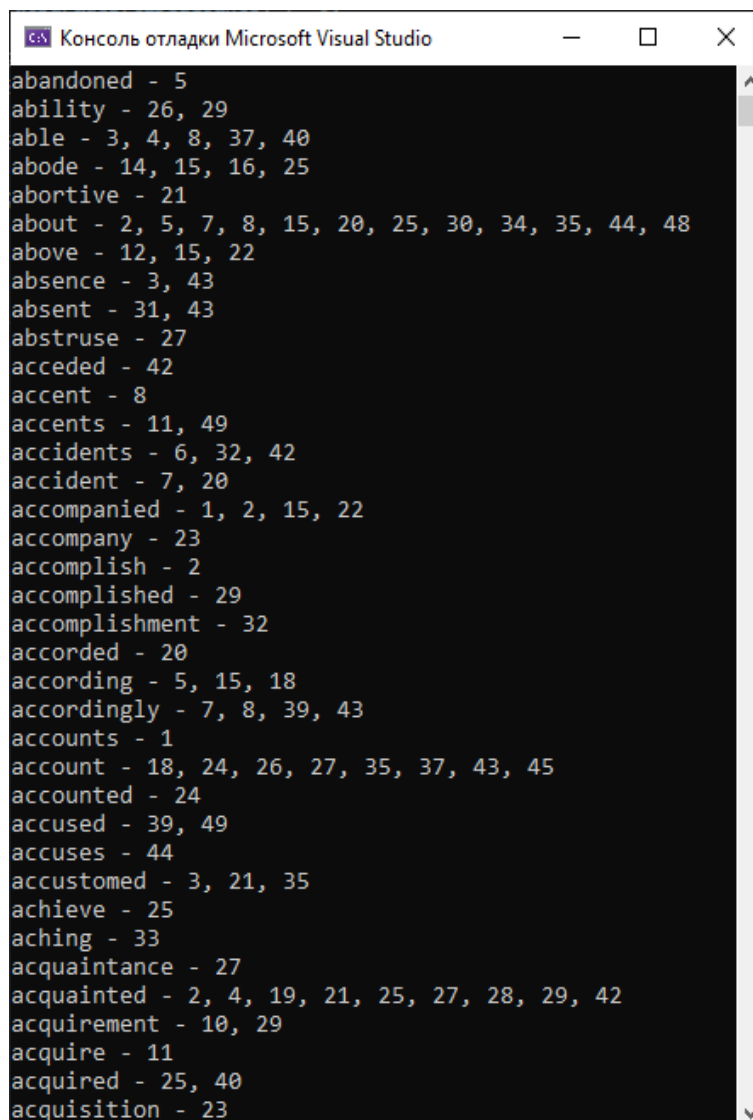 Консоль отладки Microsoft Visual Studio
abandoned - 5
ability - 26, 29
able - 3, 4, 8, 37, 40
abode - 14, 15, 16, 25
abortive - 21
about - 2, 5, 7, 8, 15, 20, 25, 30, 34, 35, 44, 48
above - 12, 15, 22
absence - 3, 43
absent - 31, 43
abstruse - 27
acceded - 42
accent - 8
accents - 11, 49
accidents - 6, 32, 42
accident - 7, 20
accompanied - 1, 2, 15, 22
accompany - 23
accomplish - 2
accomplished - 29
accomplishment - 32
accorded - 20
according - 5, 15, 18
accordingly - 7, 8, 39, 43
accounts - 1
account - 18, 24, 26, 27, 35, 37, 43, 45
accounted - 24
accused - 39, 49
accuses - 44
accustomed - 3, 21, 35
achieve - 25
aching - 33
acquaintance - 27
acquainted - 2, 4, 19, 21, 25, 27, 28, 29, 42
acquirement - 10, 29
acquire - 11
acquired - 25, 40
acquisition - 23